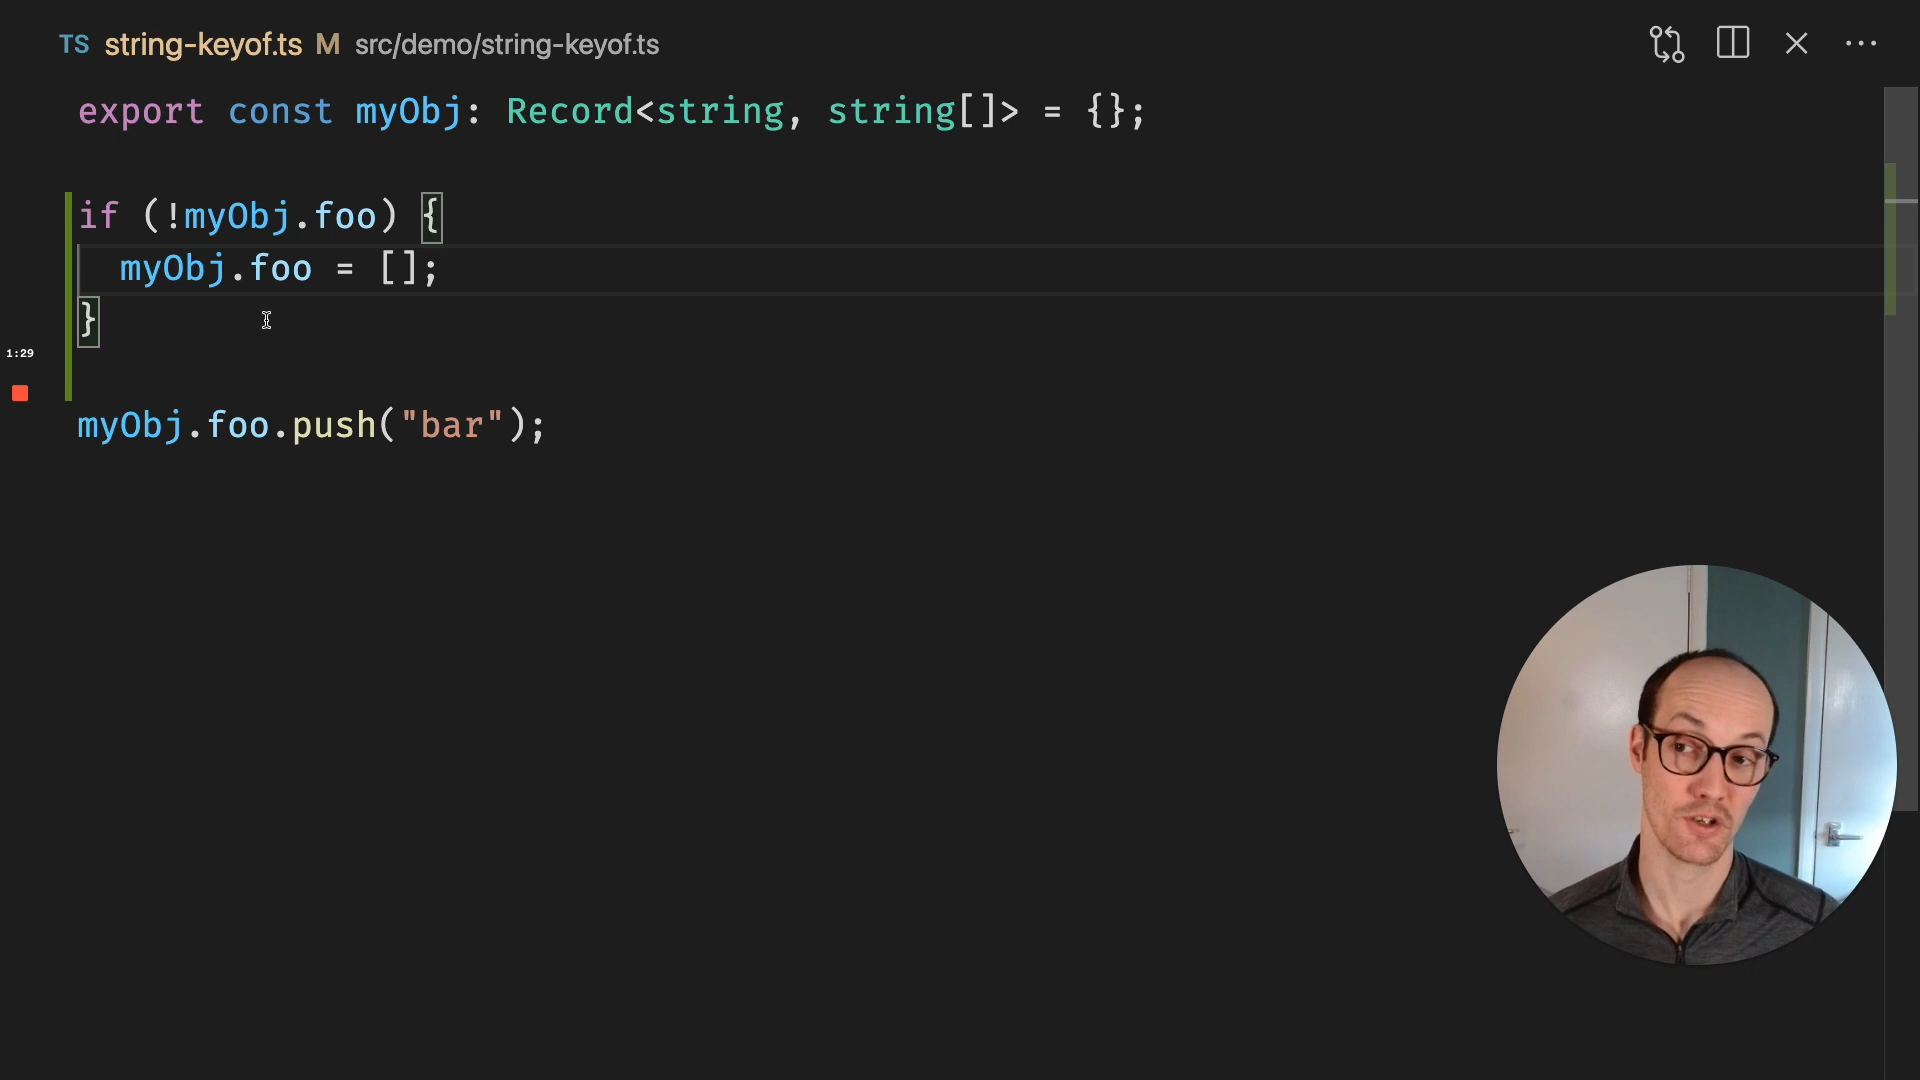 TS string-keyof.ts M src/demo/string-keyof.ts
export const myObj: Record<string, string[]> = {};
if (!myObj.foo) {
  myObj.foo = [];
}
1:29
myObj.foo.push("bar");